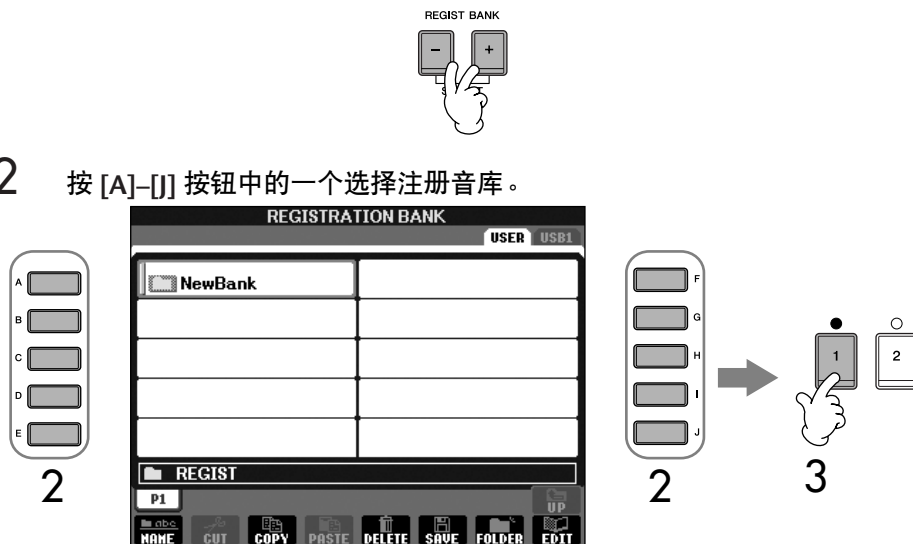 REGIST BANK
- +
2 按 [A]–[J] 按钮中的一个选择注册音库。
REGISTRATION BANK
USER USB1
NewBank
A
B
C
D
E
F
G
H
I
J
1 2
REGIST
P1
UP
abc
NAME CUT COPY PASTE DELETE SAVE FOLDER EDIT
2
2
3